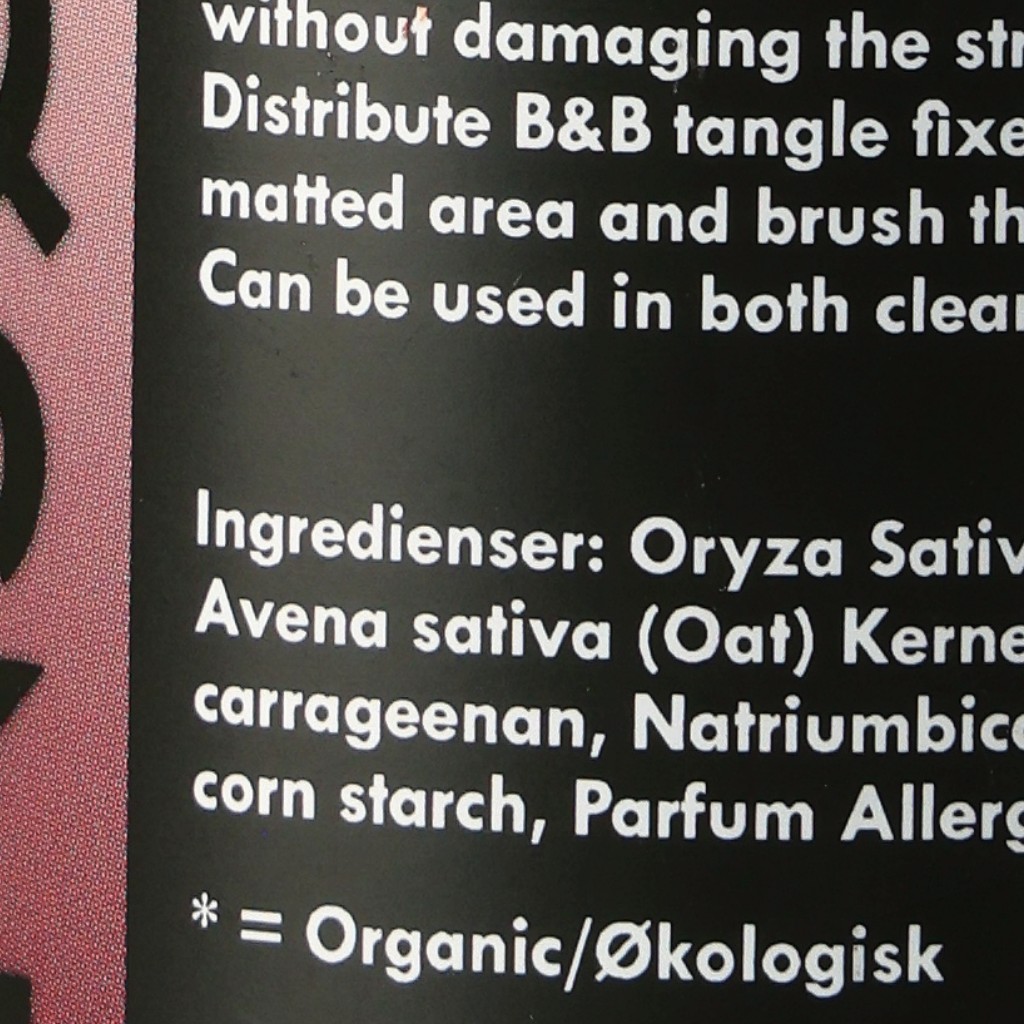 without damaging the
Distribute B&B tangle
matted area and brush
Can be used in both
Ingredienser: Oryza
Avena sativa (Oat)
carrageenan,
corn starch, Parfum
* = Organic/Økologisk